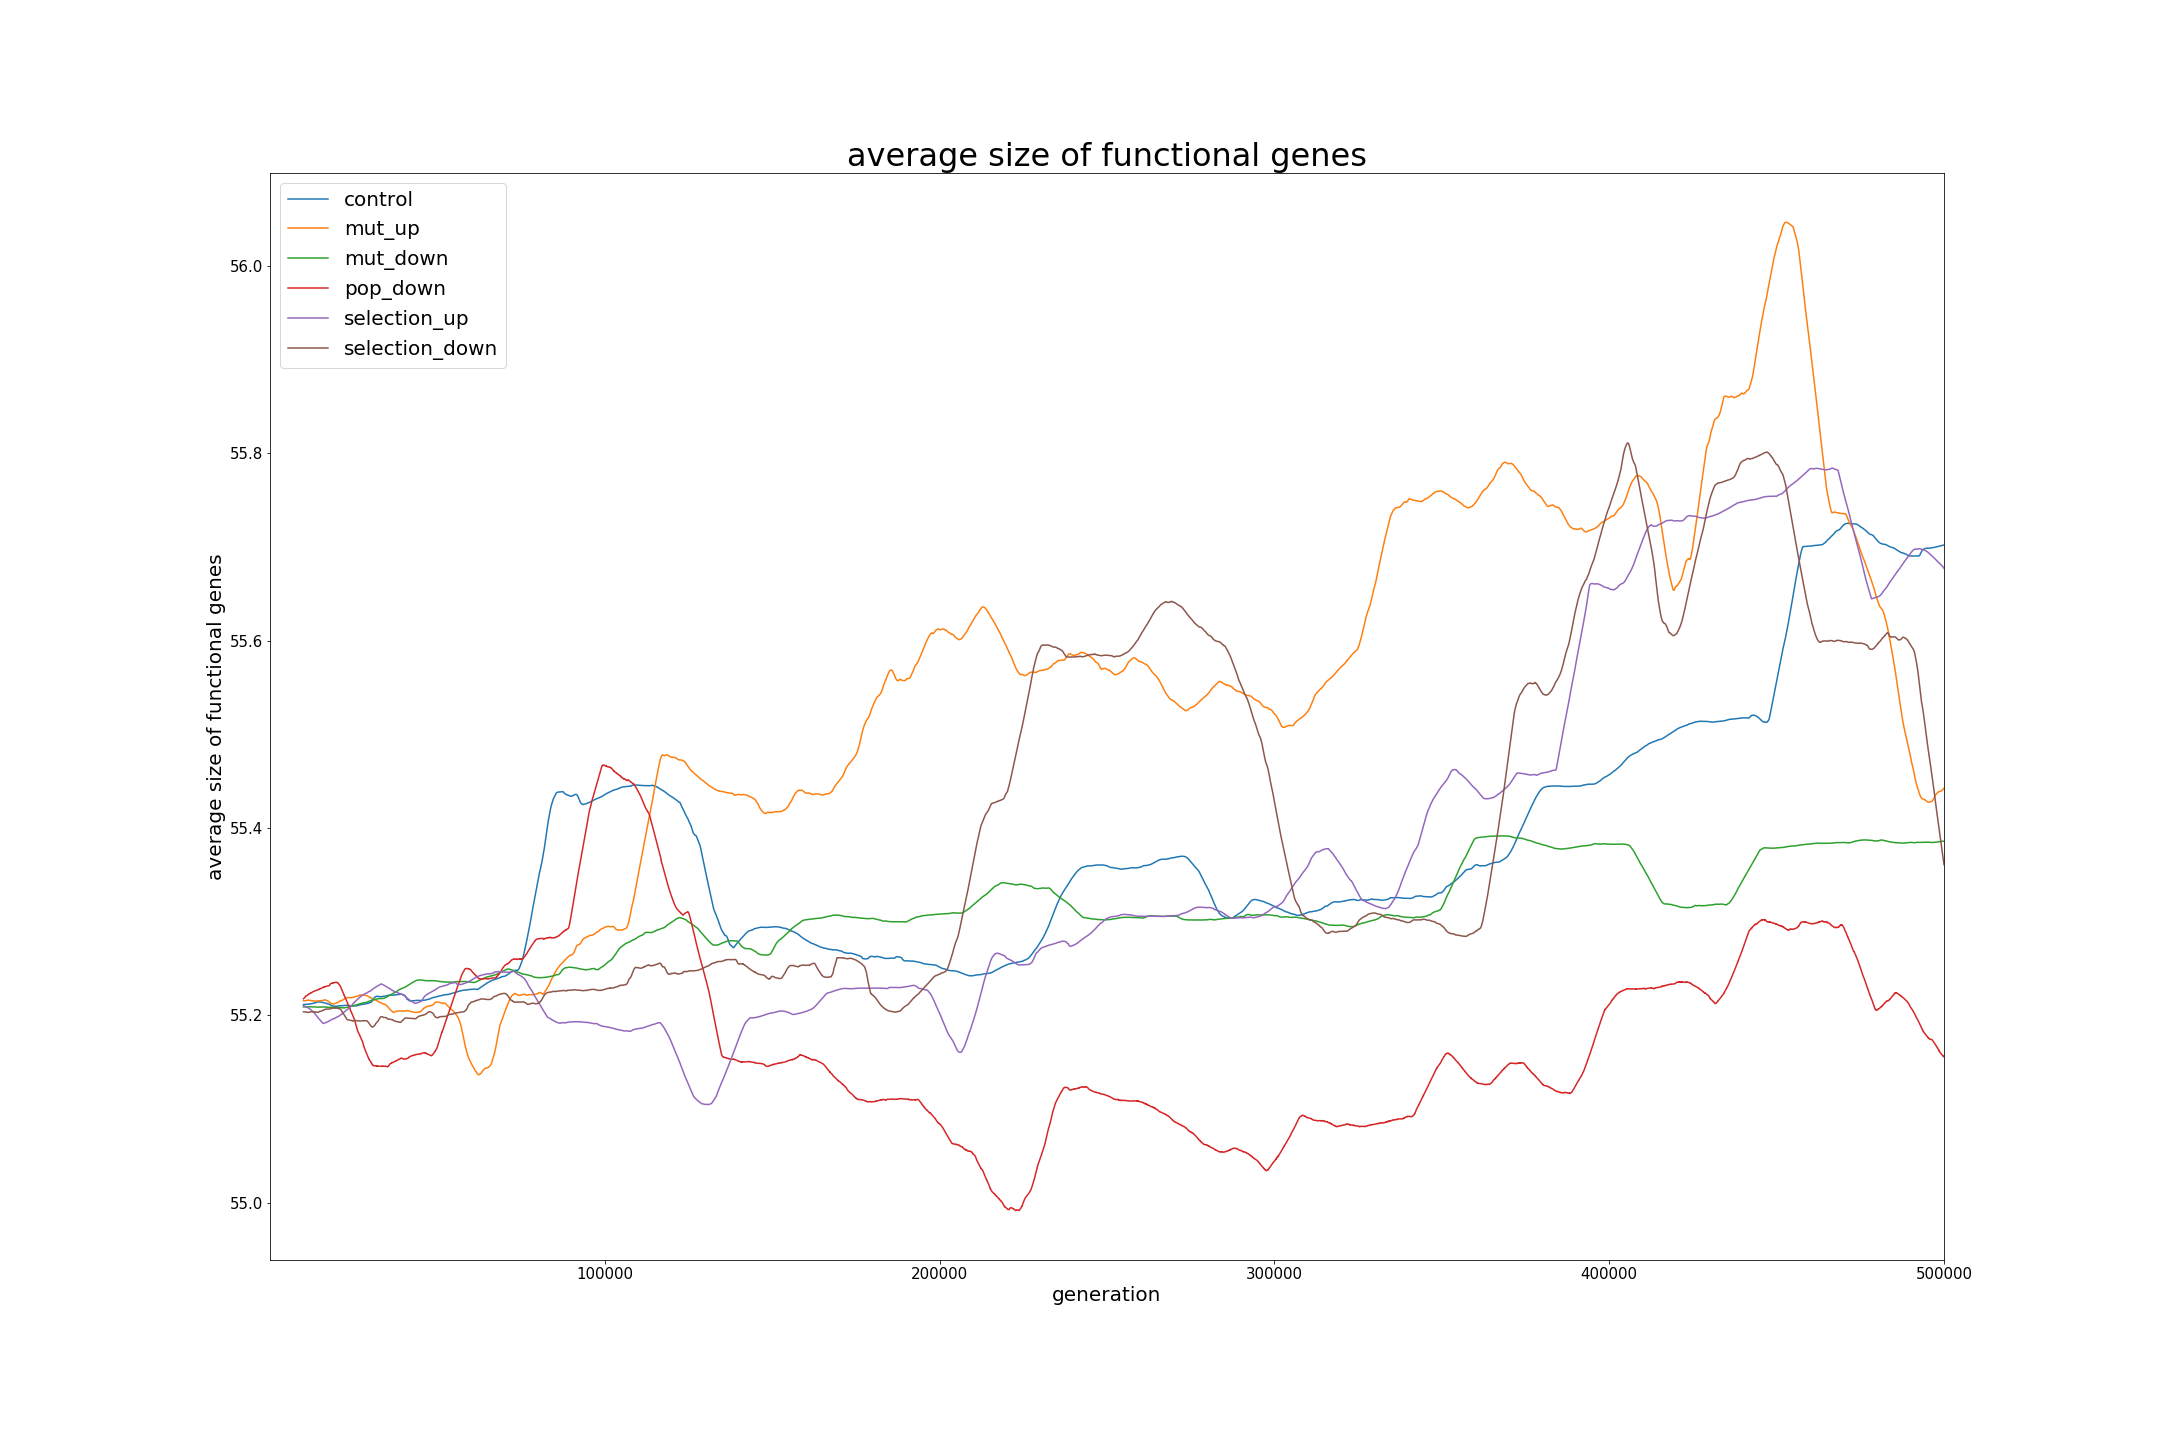 average size of functional genes
control
mut_up
mut_down
pop_down
selection_up
selection_down
56.0
55.8
55.6
55.4
55.2
55.0
average size of functional genes
100000 200000 300000 400000 500000
generation